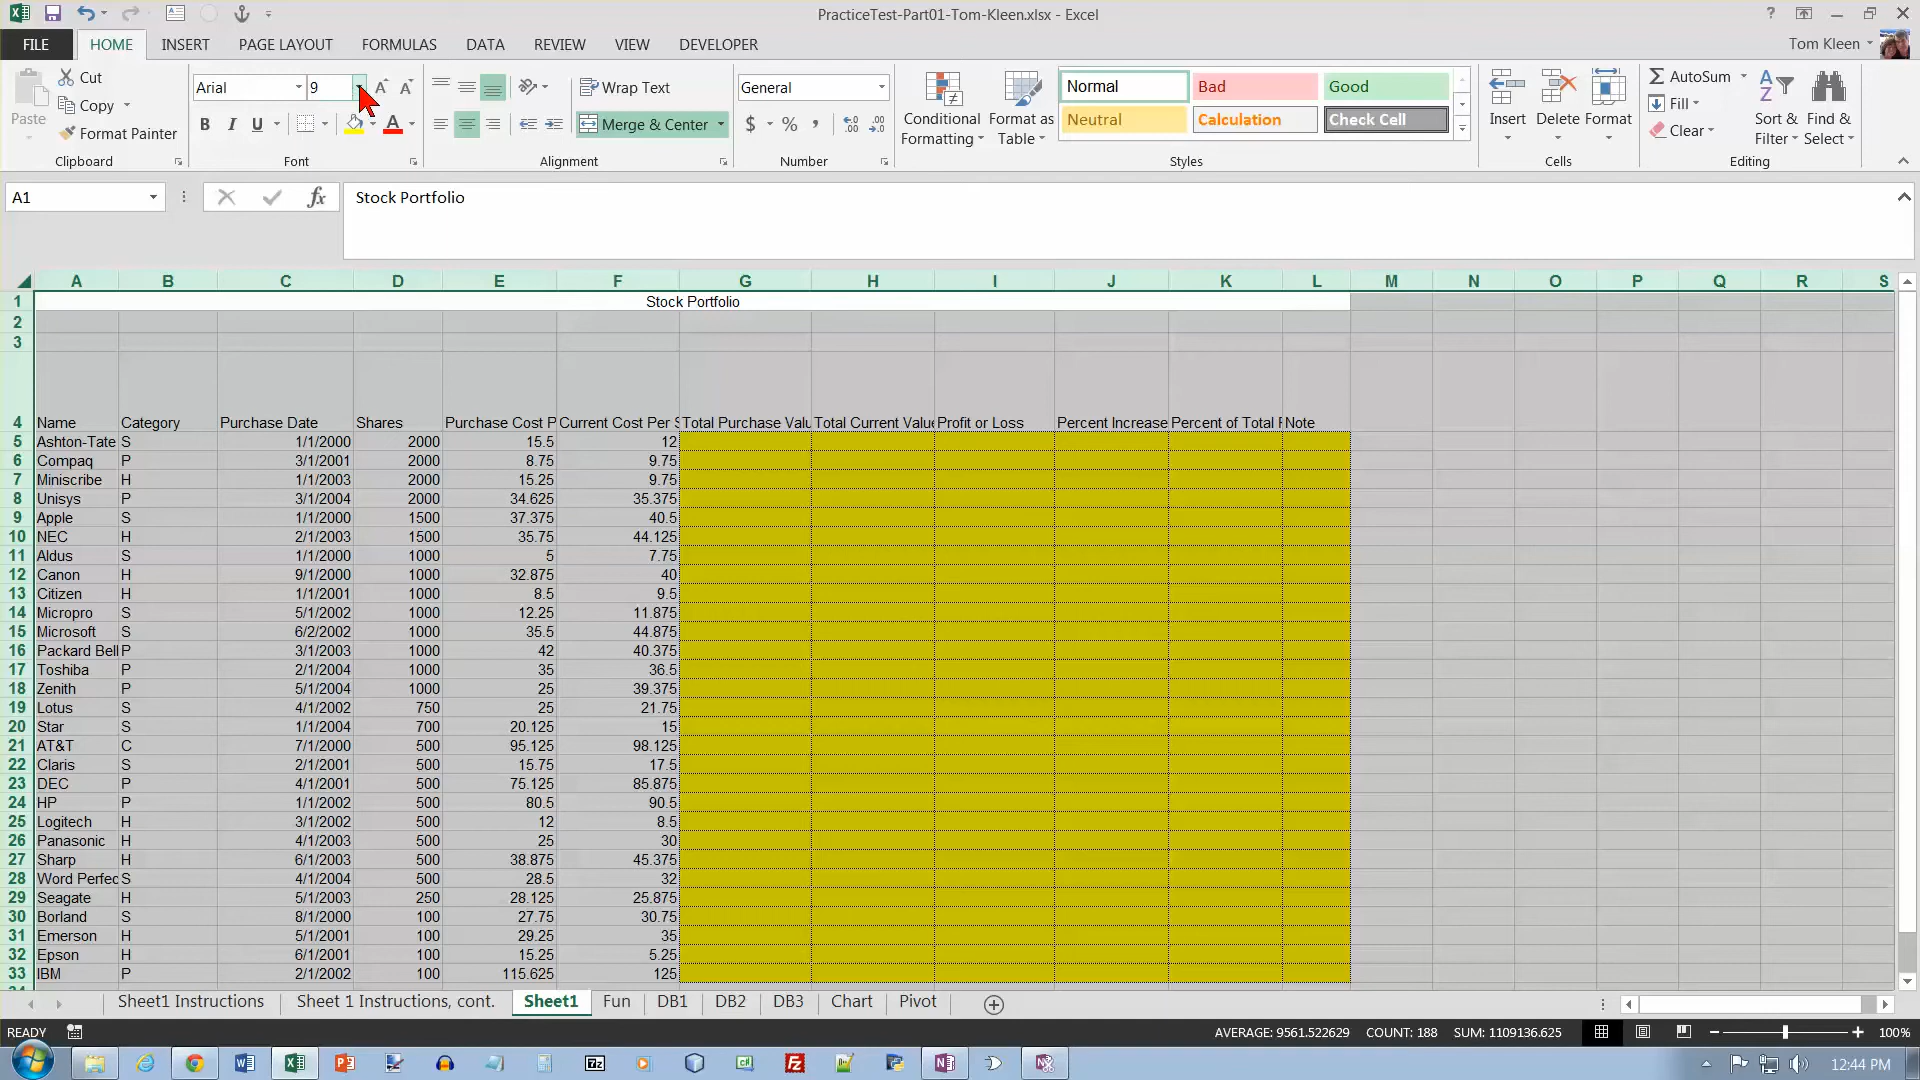 PracticeTest-Part01-Tom-Kleen.xlsx - Excel
FILE HOME INSERT PAGE LAYOUT FORMULAS DATA REVIEW VIEW DEVELOPER Tom Kleen
Paste
Cut
Copy
Format Painter
Clipboard
Arial 9
B I U A
Font
Wrap Text
Merge & Center
Alignment
General
$ % ,
Number
Conditional Formatting
Format as Table
Normal Bad Good
Neutral Calculation Check Cell
Styles
Insert Delete Format
Cells
AutoSum
Fill
Clear
Sort & Filter
Find & Select
Editing
A1 fx Stock Portfolio
A B C D E F G H I J K L M N O P Q R S
1 Stock Portfolio
2
3
4 Name Category Purchase Date Shares Purchase Cost P Current Cost Per S Total Purchase Valu Total Current Value Profit or Loss Percent Increase Percent of Total P Note
5 Ashton-Tate S 1/1/2000 2000 15.5 12
6 Compaq P 3/1/2001 2000 8.75 9.75
7 Miniscribe H 1/1/2003 2000 15.25 9.75
8 Unisys P 3/1/2004 2000 34.625 35.375
9 Apple S 1/1/2000 1500 37.375 40.5
10 NEC H 2/1/2003 1500 35.75 44.125
11 Aldus S 1/1/2000 1000 5 7.75
12 Canon H 9/1/2000 1000 32.875 40
13 Citizen H 1/1/2001 1000 8.5 9.5
14 Micropro S 5/1/2002 1000 12.25 11.875
15 Microsoft S 6/2/2002 1000 35.5 44.875
16 Packard Bell P 3/1/2003 1000 42 40.375
17 Toshiba P 2/1/2004 1000 35 36.5
18 Zenith P 5/1/2004 1000 25 39.375
19 Lotus S 4/1/2002 750 25 21.75
20 Star S 1/1/2004 700 20.125 15
21 AT&T C 7/1/2000 500 95.125 98.125
22 Claris S 2/1/2001 500 15.75 17.5
23 DEC P 4/1/2001 500 75.125 85.875
24 HP P 1/1/2002 500 80.5 90.5
25 Logitech H 3/1/2002 500 12 8.5
26 Panasonic H 4/1/2003 500 25 30
27 Sharp H 6/1/2003 500 38.875 45.375
28 Word Perfec S 4/1/2004 500 28.5 32
29 Seagate H 5/1/2003 250 28.125 25.875
30 Borland S 8/1/2000 100 27.75 30.75
31 Emerson H 5/1/2001 100 29.25 35
32 Epson H 6/1/2001 100 15.25 5.25
33 IBM P 2/1/2002 100 115.625 125
Sheet1 Instructions Sheet 1 Instructions, cont. Sheet1 Fun DB1 DB2 DB3 Chart Pivot
READY AVERAGE: 9561.522629 COUNT: 188 SUM: 1109136.625 100%
12:44 PM